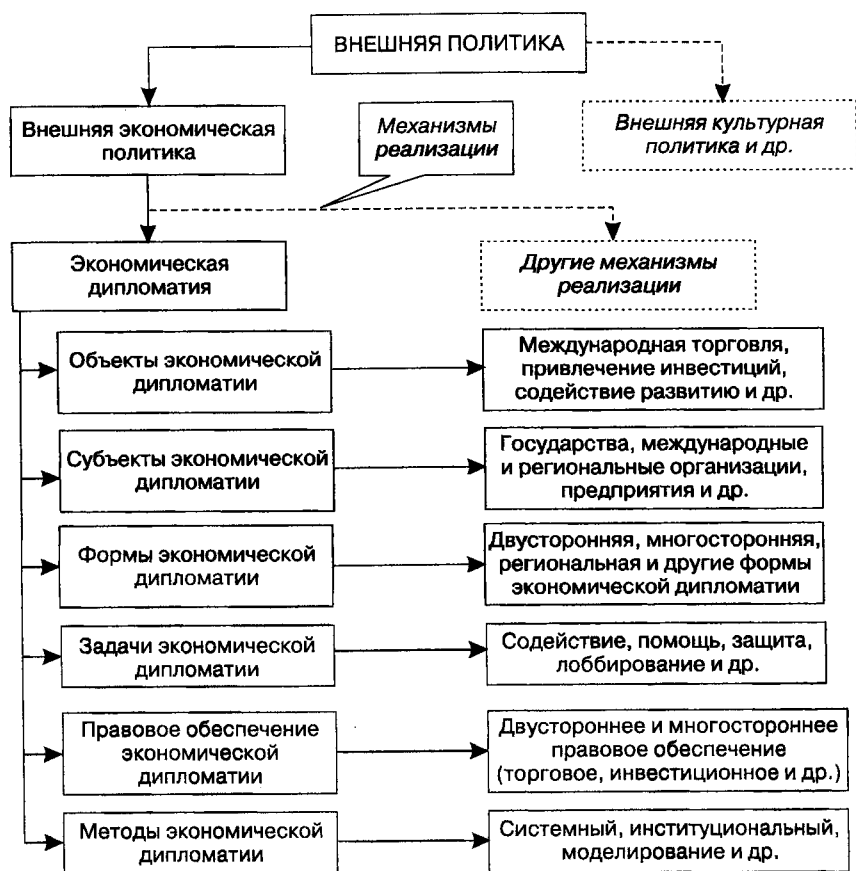 ВНЕШНЯЯ ПОЛИТИКА
Внешняя экономическая
политика
Механизмы
реализации
Внешняя культурная
политика и др.
Экономическая
дипломатия
Другие механизмы
реализации
Объекты экономической
дипломатии
Международная торговля,
привлечение инвестиций,
содействие развитию и др.
Субъекты экономической
дипломатии
Государства, международные
и региональные организации,
предприятия и др.
Формы экономической
дипломатии
Двусторонняя, многосторонняя,
региональная и другие формы
экономической дипломатии
Задачи экономической
дипломатии
Содействие, помощь, защита,
лоббирование и др.
Правовое обеспечение
экономической
дипломатии
Двустороннее и многостороннее
правовое обеспечение
(торговое, инвестиционное и др.)
Методы экономической
дипломатии
Системный, институциональный,
моделирование и др.